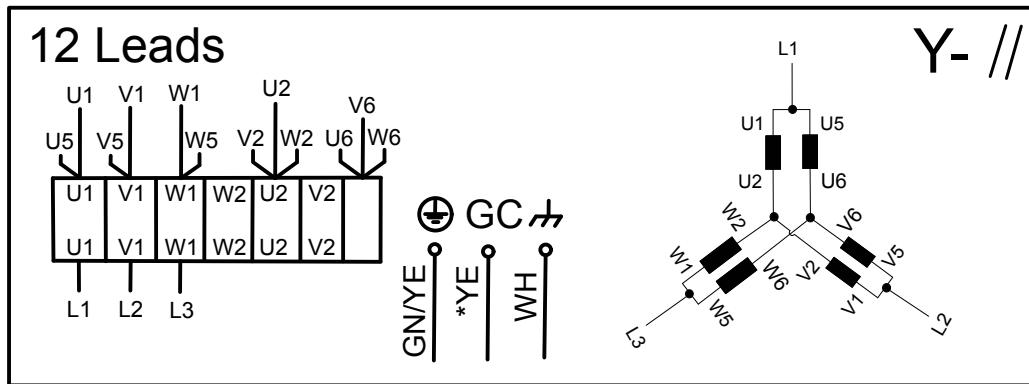 12 Leads
Y- //
U1 V1 W1 U2 V6
U5 V5 W5 V2 W2 U6 W6
U1 V1 W1 W2 U2 V2
U1 V1 W1 W2 U2 V2
L1 L2 L3
GC
GN/YE *YE WH
L1
U1 U5
U2 U6
W2 V6
W1 W6 V2 V5
W5 V1
L3 L2